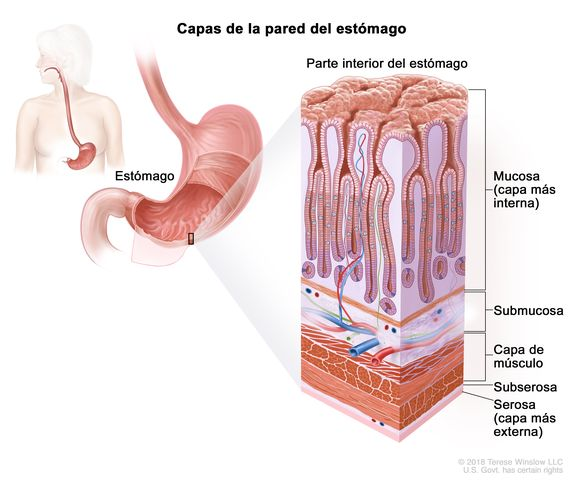 Capas de la pared del estómago
Parte interior del estómago
Estómago
Mucosa
(capa más
interna)
Submucosa
Capa de
músculo
Subserosa
Serosa
(capa más
externa)
© 2018 Terese Winslow LLC
U.S. Govt. has certain rights